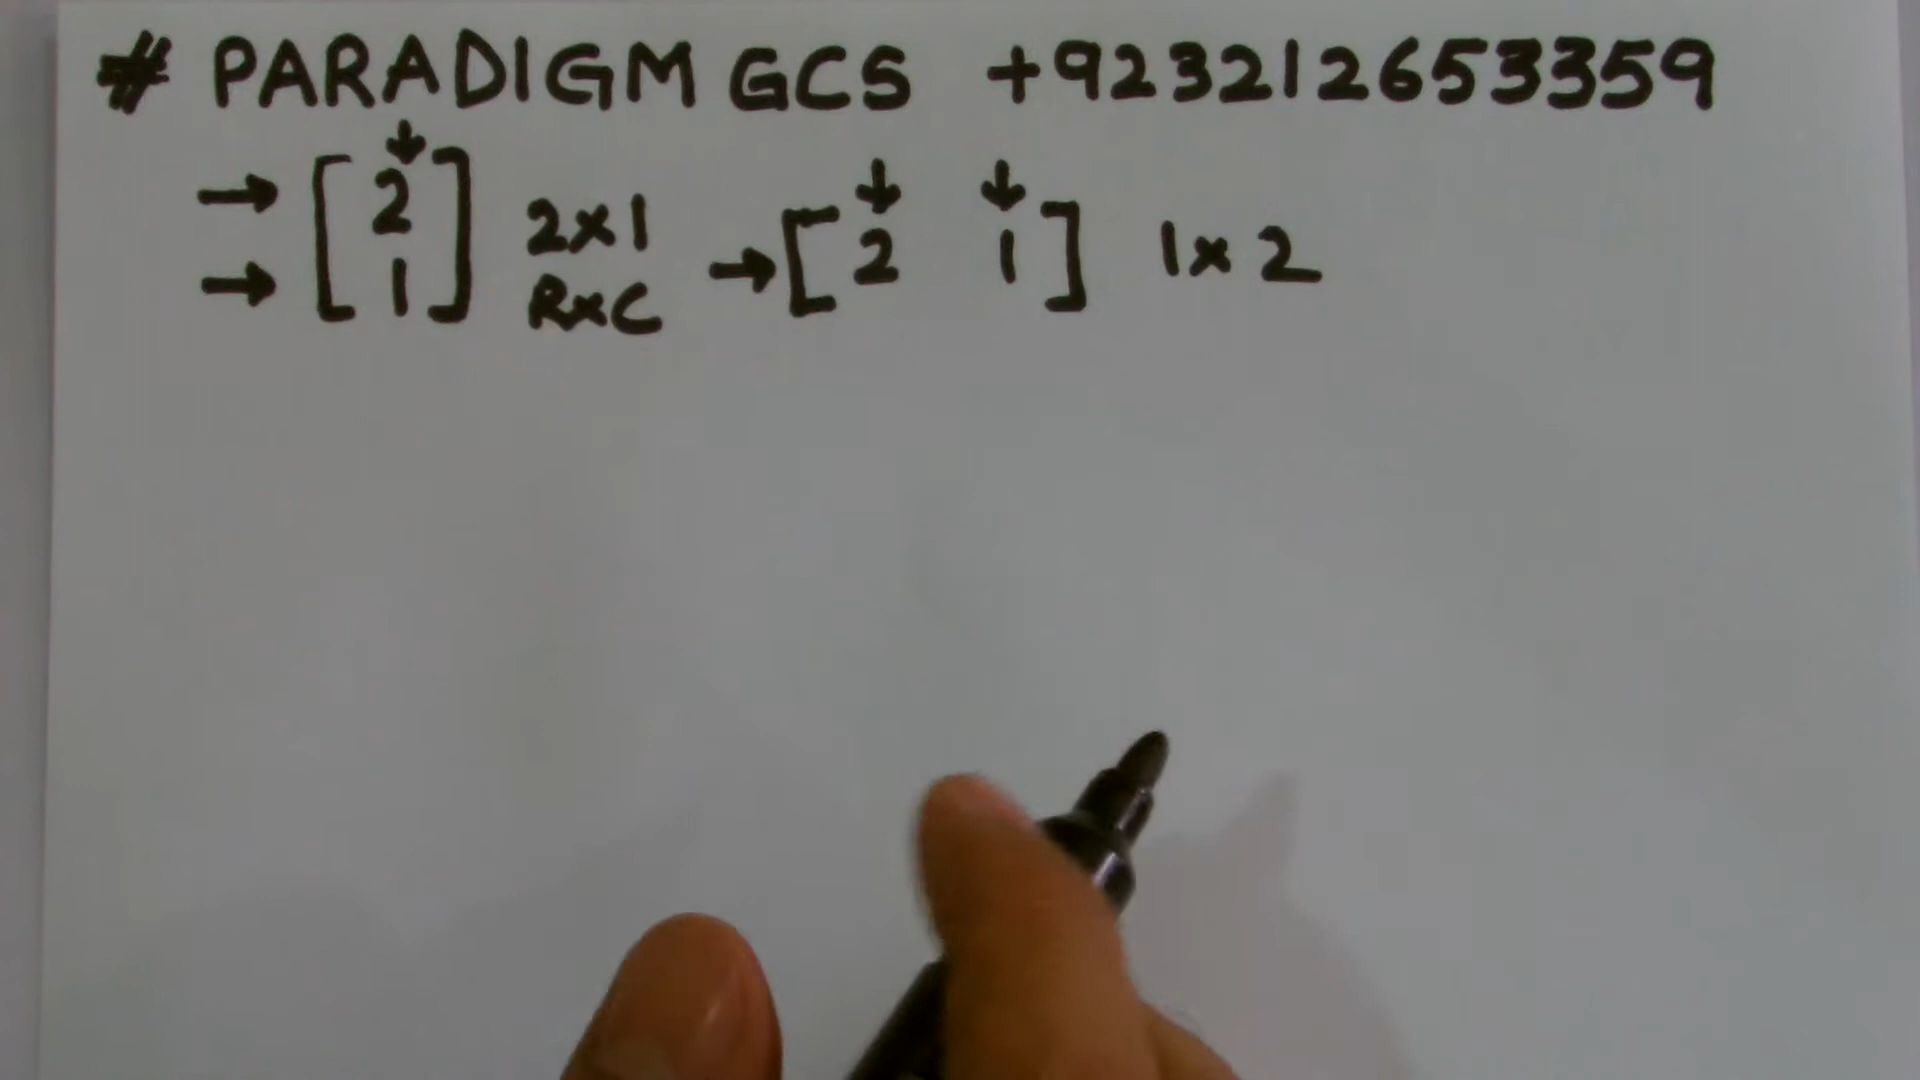 # PARADIGM GCS +923212653359
→ [2 2x1 → [2 1] 1x2
→ 1] RxC